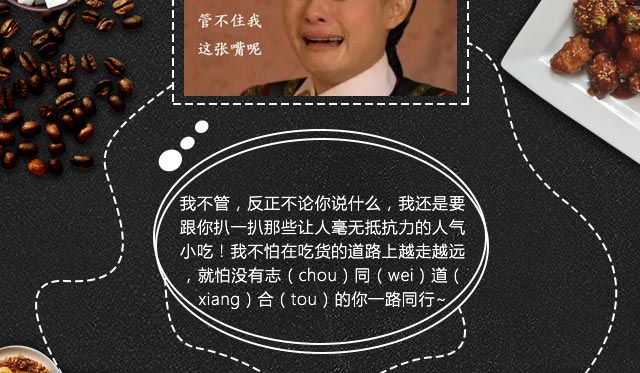 管不住我
这张嘴呢
我不管，反正不论你说什么，我还是要
跟你扒一扒那些让人毫无抵抗力的人气
小吃！我不怕在吃货的道路上越走越远
，就怕没有志（chou）同（wei）道（
xiang）合（tou）的你一路同行~